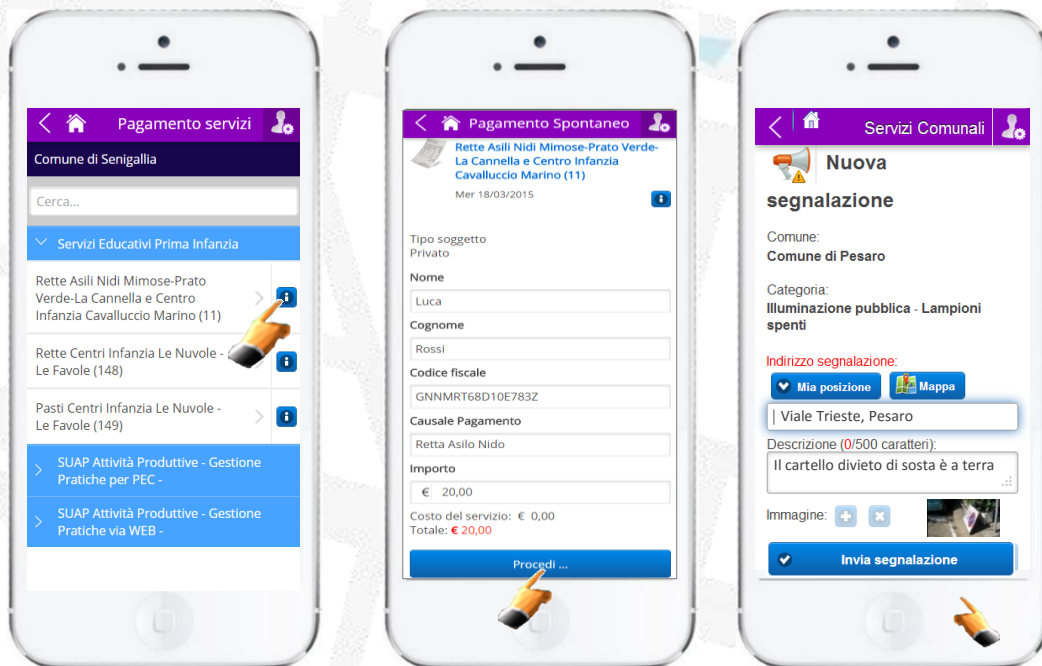 Pagamento servizi
Comune di Senigallia
Cerca...
Servizi Educativi Prima Infanzia
Rette Asili Nidi Mimose-Prato
Verde-La Cannella e Centro
Infanzia Cavalluccio Marino (11)
Rette Centri Infanzia Le Nuvole -
Le Favole (148)
Pasti Centri Infanzia Le Nuvole -
Le Favole (149)
SUAP Attività Produttive - Gestione
Pratiche per PEC -
SUAP Attività Produttive - Gestione
Pratiche via WEB -
Pagamento Spontaneo
Rette Asili Nidi Mimose-Prato Verde-
La Cannella e Centro Infanzia
Cavalluccio Marino (11)
Mer 18/03/2015
Tipo soggetto
Privato
Nome
Luca
Cognome
Rossi
Codice fiscale
GNNMRT68D10E783Z
Causale Pagamento
Retta Asilo Nido
Importo
€ 20,00
Costo del servizio: € 0,00
Totale: € 20,00
Procedi ...
Servizi Comunali
Nuova
segnalazione
Comune:
Comune di Pesaro
Categoria:
Illuminazione pubblica - Lampioni
spenti
Indirizzo segnalazione:
Mia posizione Mappa
Viale Trieste, Pesaro
Descrizione (0/500 caratteri):
Il cartello divieto di sosta è a terra
Immagine:
Invia segnalazione